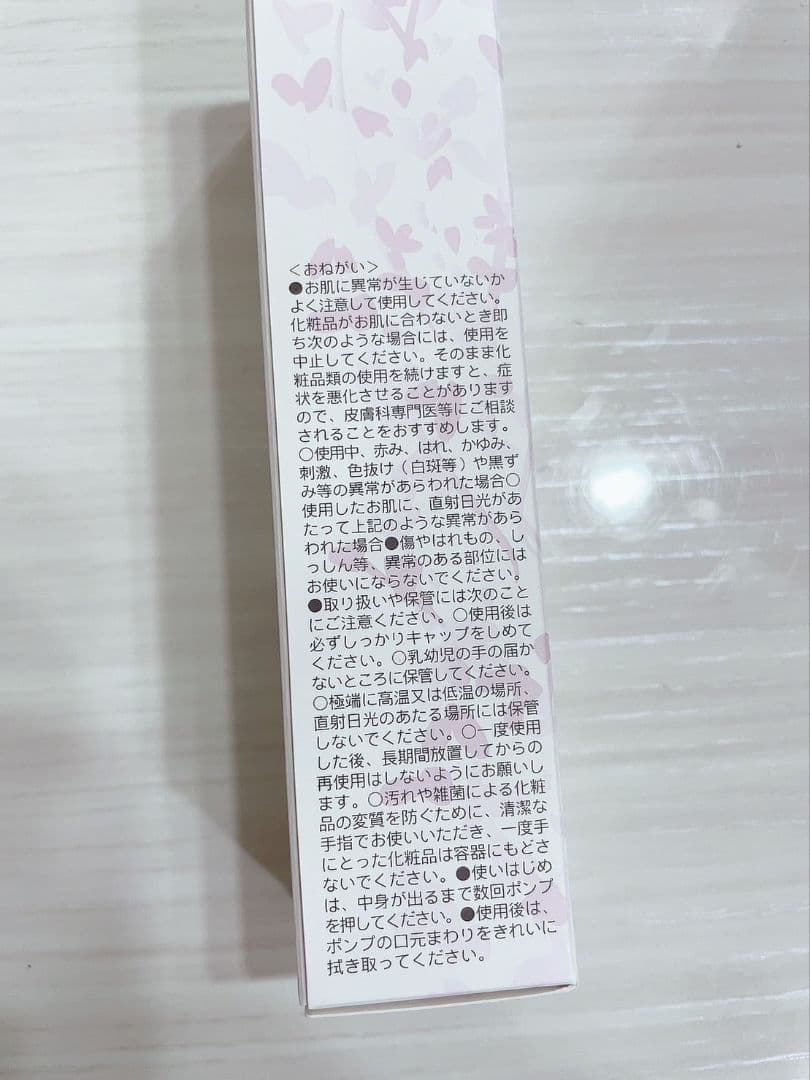 ＜おねがい＞
●お肌に異常が生じていないか
よく注意して使用してください。
化粧品がお肌に合わないとき即
ち次のような場合には、使用を
中止してください。そのまま化
粧品類の使用を続けますと、症
状を悪化させることがあります
ので、皮膚科専門医等にご相談
されることをおすすめします。
○使用中、赤み、はれ、かゆみ、
刺激、色抜け（白斑等）や黒ず
み等の異常があらわれた場合○
使用したお肌に、直射日光があ
たって上記のような異常があら
われた場合●傷やはれもの、し
っしん等、異常のある部位には
お使いにならないでください。
●取り扱いや保管には次のこと
にご注意ください。○使用後は
必ずしっかりキャップをしめて
ください。○乳幼児の手の届か
ないところに保管してください。
○極端に高温又は低温の場所、
直射日光のあたる場所には保管
しないでください。○一度使用
した後、長期間放置してからの
再使用はしないようにお願いし
ます。○汚れや雑菌による化粧
品の変質を防ぐために、清潔な
手指でお使いいただき、一度手
にとった化粧品は容器にもどさ
ないでください。●使いはじめ
は、中身が出るまで数回ポンプ
を押してください。●使用後は、
ポンプの口元まわりをきれいに
拭き取ってください。